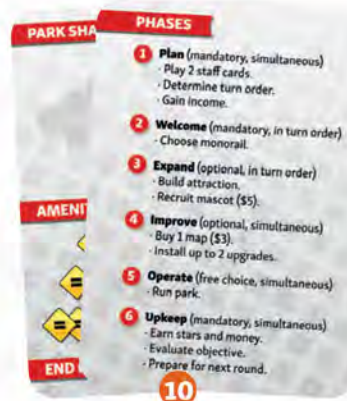 PARK SHA
AMENI
END
PHASES
1 Plan (mandatory, simultaneous)
· Play 2 staff cards.
· Determine turn order.
· Gain income.
2 Welcome (mandatory, in turn order)
· Choose monorail.
3 Expand (optional, in turn order)
· Build attraction.
· Recruit mascot ($5).
4 Improve (optional, simultaneous)
· Buy 1 map ($3).
· Install up to 2 upgrades.
5 Operate (free choice, simultaneous)
· Run park.
6 Upkeep (mandatory, simultaneous)
· Earn stars and money.
· Evaluate objective.
· Prepare for next round.
10